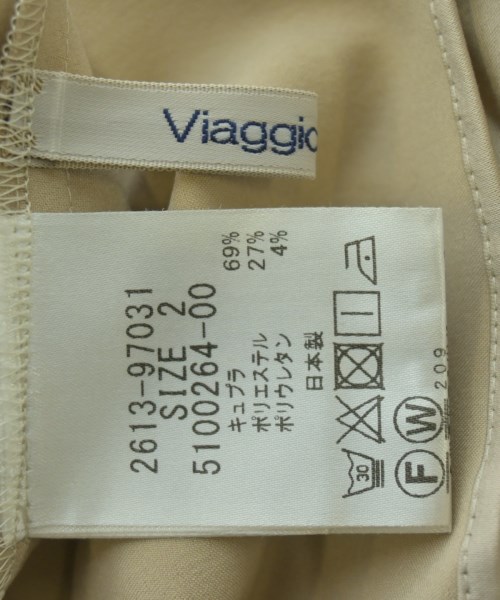 Viaggio
2613-97031
SIZE 2
5100264-00
キュプラ 69%
ポリエステル 27%
ポリウレタン 4%
日本製
30
F W
209